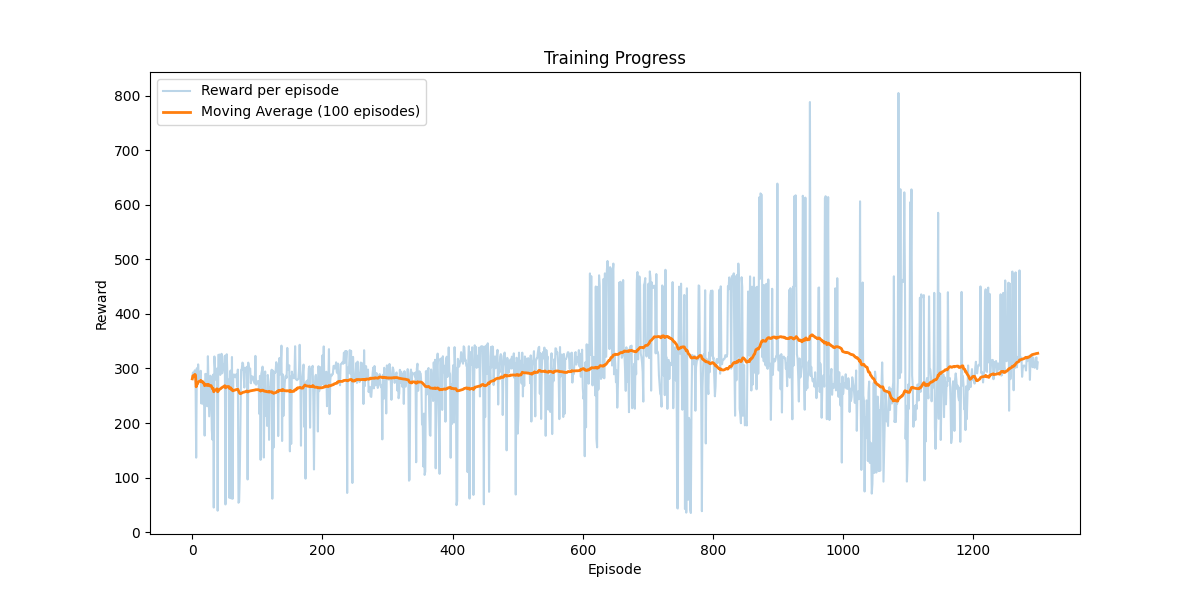 Training Progress
Reward per episode
Moving Average (100 episodes)
800
700
600
500
400
300
200
100
0
Reward
0 200 400 600 800 1000 1200
Episode